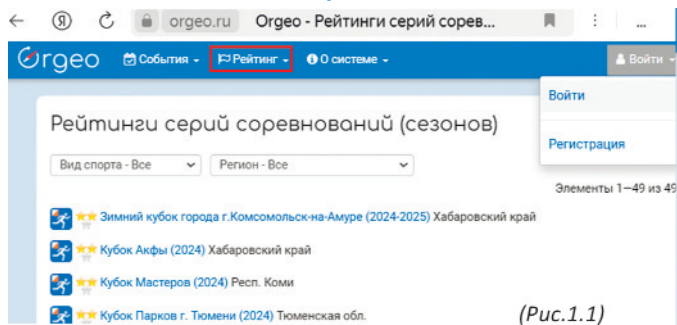 orgeo.ru Orgeo - Рейтинги серий сорев... ...
Orgeo События Рейтинг О системе Войти
Войти
Рейтинги серий соревнований (сезонов)
Регистрация
Вид спорта - Все Регион - Все
Элементы 1—49 из 49
Зимний кубок города г.Комсомольск-на-Амуре (2024-2025) Хабаровский край
Кубок Акфы (2024) Хабаровский край
Кубок Мастеров (2024) Респ. Коми
Кубок Парков г. Тюмени (2024) Тюменская обл.
(Рис.1.1)